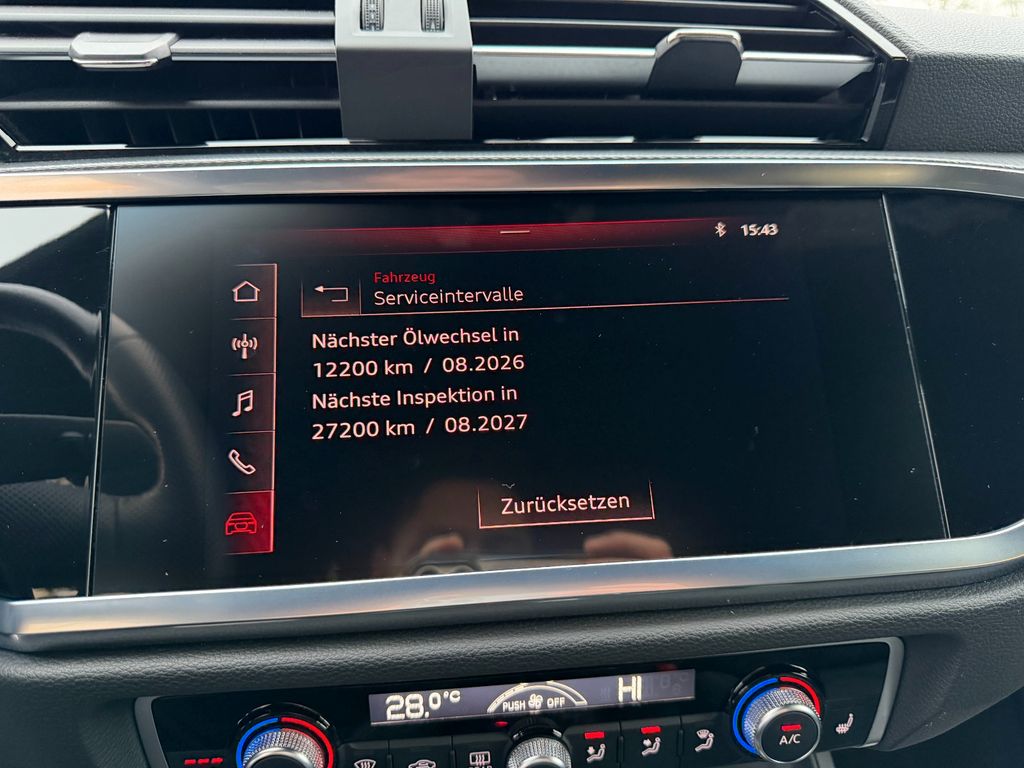 15:43
Fahrzeug
Serviceintervalle
Nächster Ölwechsel in
12200 km / 08.2026
Nächste Inspektion in
27200 km / 08.2027
Zurücksetzen
28.0°C
PUSH OFF
HI
A/C